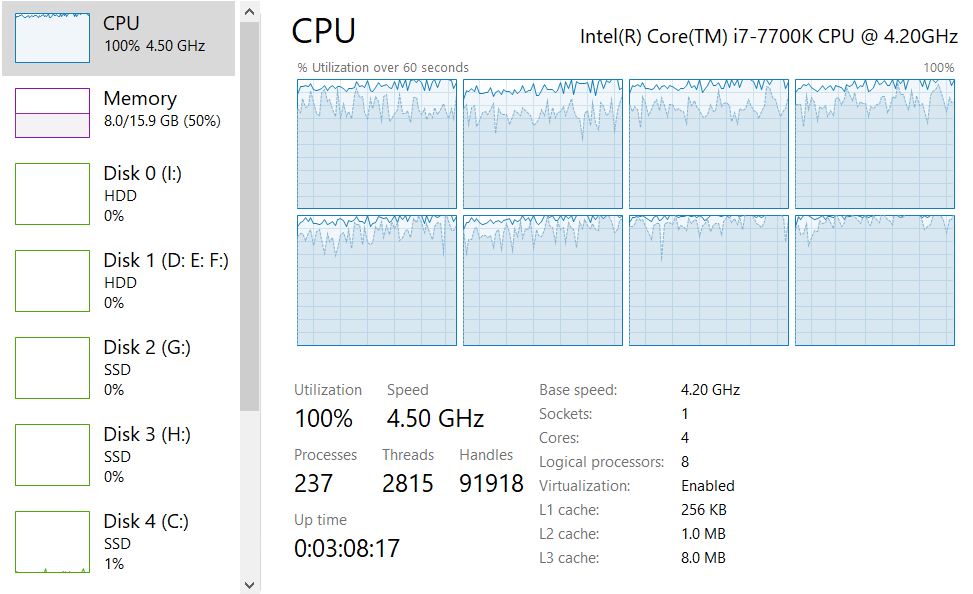 CPU
100% 4.50 GHz
Memory
8.0/15.9 GB (50%)
Disk 0 (I:)
HDD
0%
Disk 1 (D: E: F:)
HDD
0%
Disk 2 (G:)
SSD
0%
Disk 3 (H:)
SSD
0%
Disk 4 (C:)
SSD
1%
CPU
Intel(R) Core(TM) i7-7700K CPU @ 4.20GHz
% Utilization over 60 seconds 100%
Utilization Speed
100% 4.50 GHz
Processes Threads Handles
237 2815 91918
Up time
0:03:08:17
Base speed: 4.20 GHz
Sockets: 1
Cores: 4
Logical processors: 8
Virtualization: Enabled
L1 cache: 256 KB
L2 cache: 1.0 MB
L3 cache: 8.0 MB